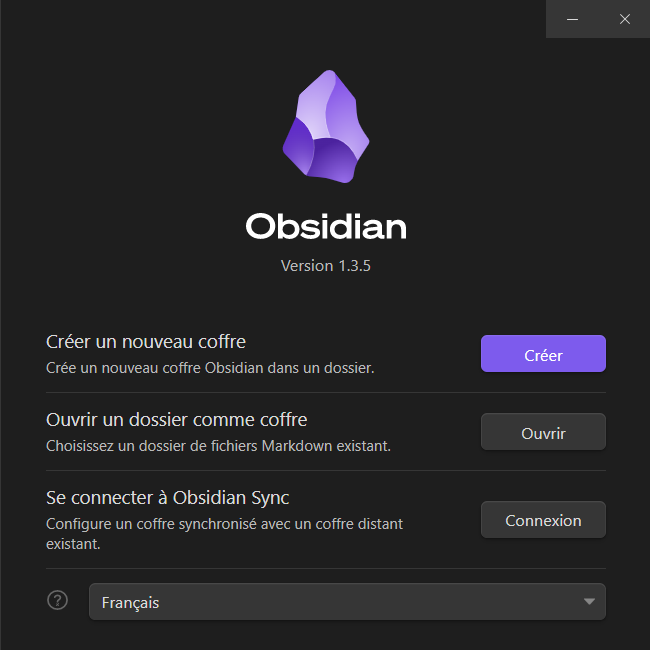 Obsidian
Version 1.3.5
Créer un nouveau coffre
Crée un nouveau coffre Obsidian dans un dossier.
Créer
Ouvrir un dossier comme coffre
Choisissez un dossier de fichiers Markdown existant.
Ouvrir
Se connecter à Obsidian Sync
Configure un coffre synchronisé avec un coffre distant
existant.
Connexion
?
Français